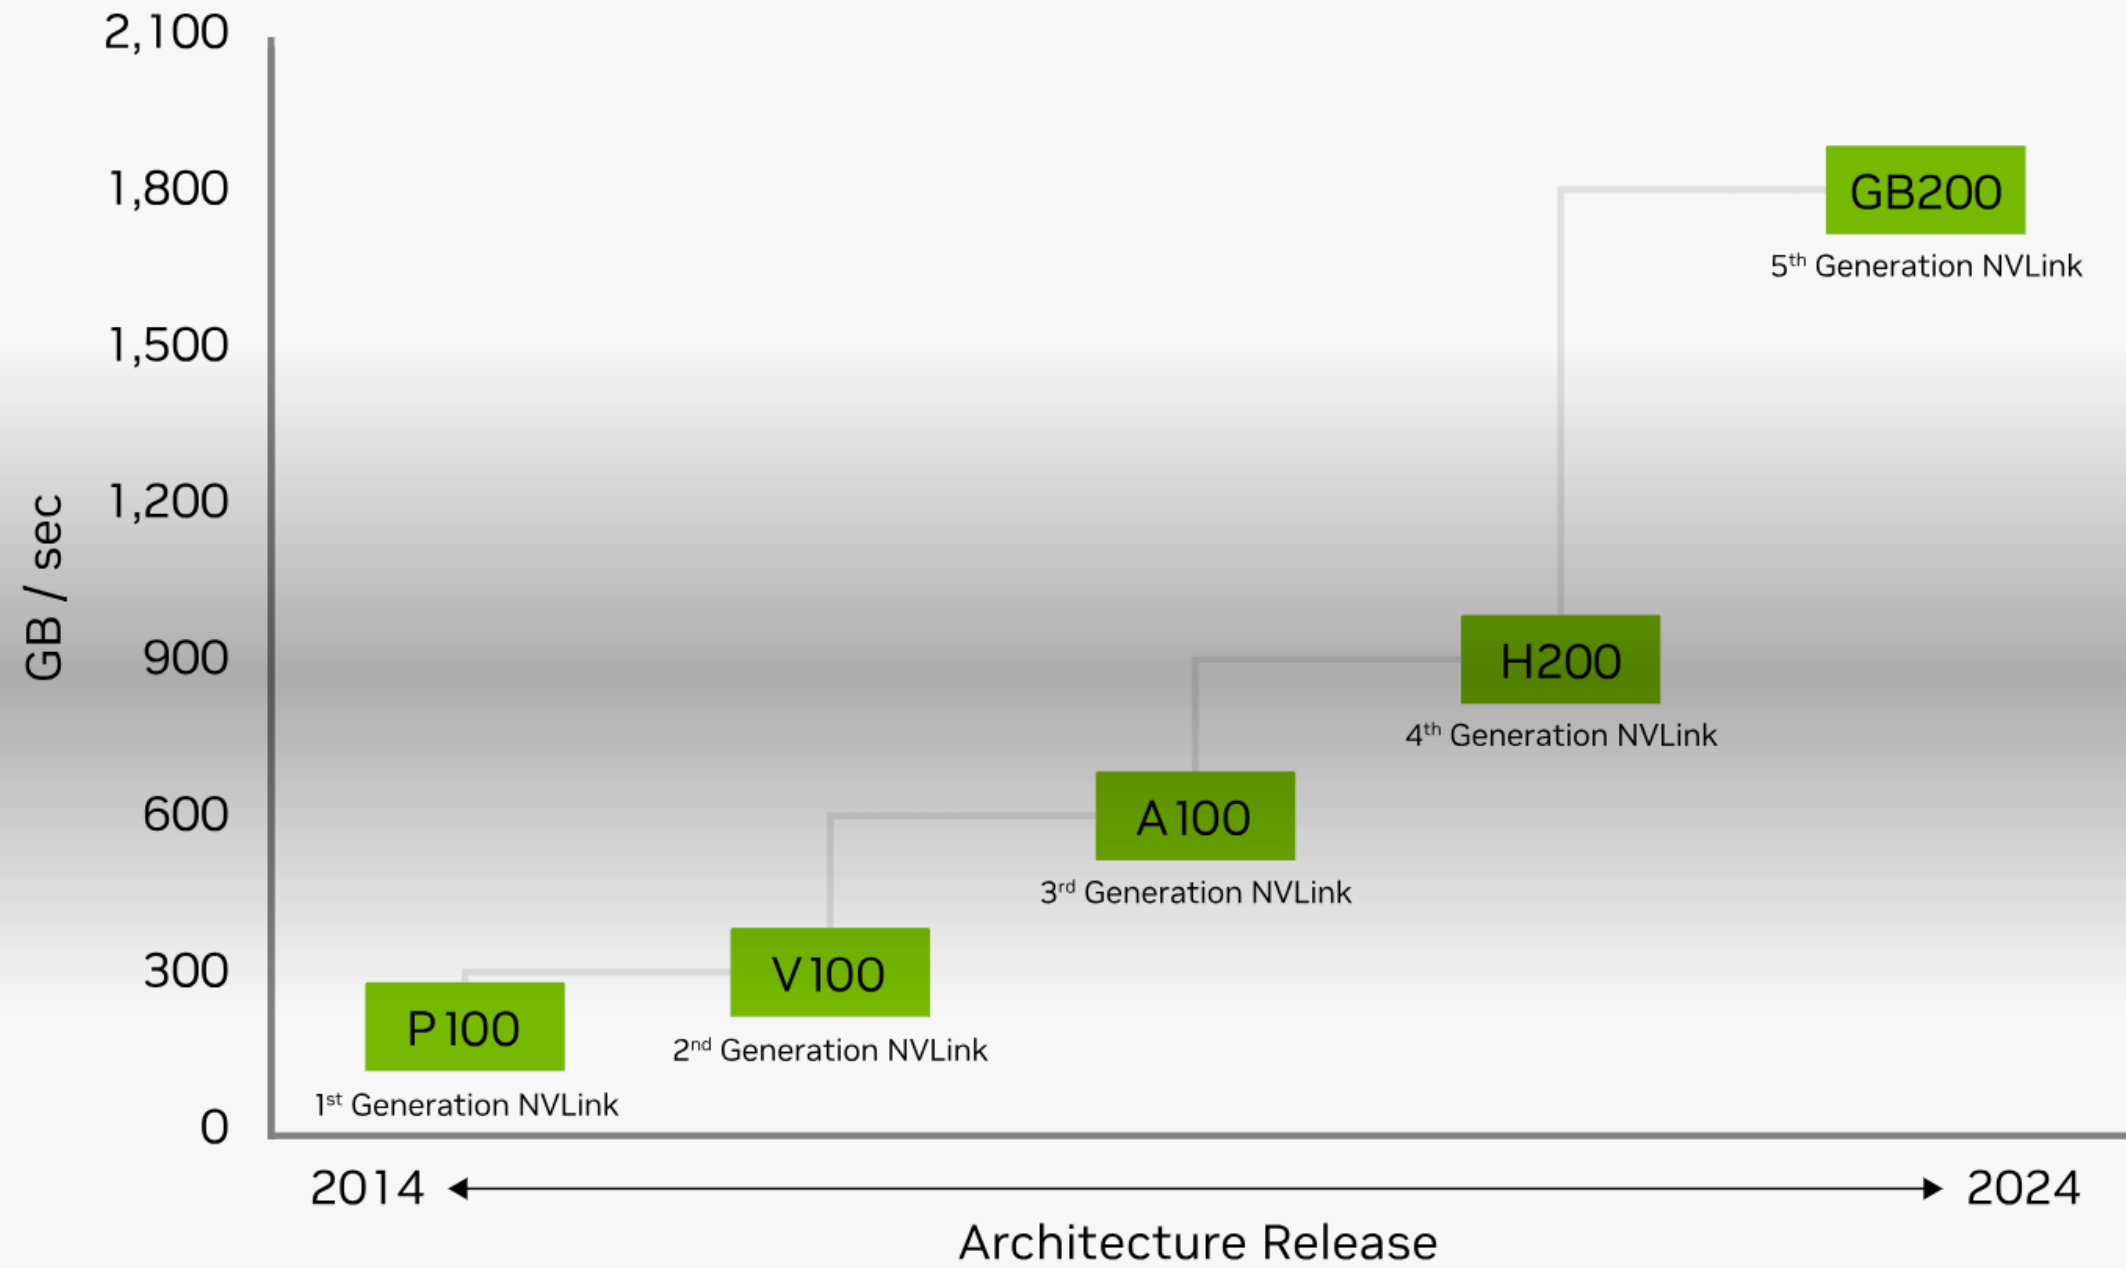 2,100
1,800
1,500
1,200
900
600
300
0
GB / sec
GB200
5th Generation NVLink
H200
4th Generation NVLink
A100
3rd Generation NVLink
V100
2nd Generation NVLink
P100
1st Generation NVLink
2014
2024
Architecture Release